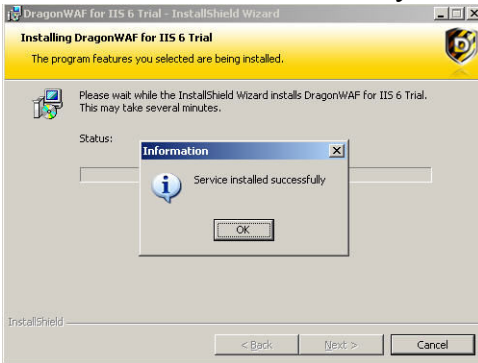 DragonWAF for IIS 6 Trial - InstallShield Wizard
Installing DragonWAF for IIS 6 Trial
The program features you selected are being installed.
Please wait while the InstallShield Wizard installs DragonWAF for IIS 6 Trial.
This may take several minutes.
Status:
Information
Service installed successfully
OK
InstallShield
< Back
Next >
Cancel